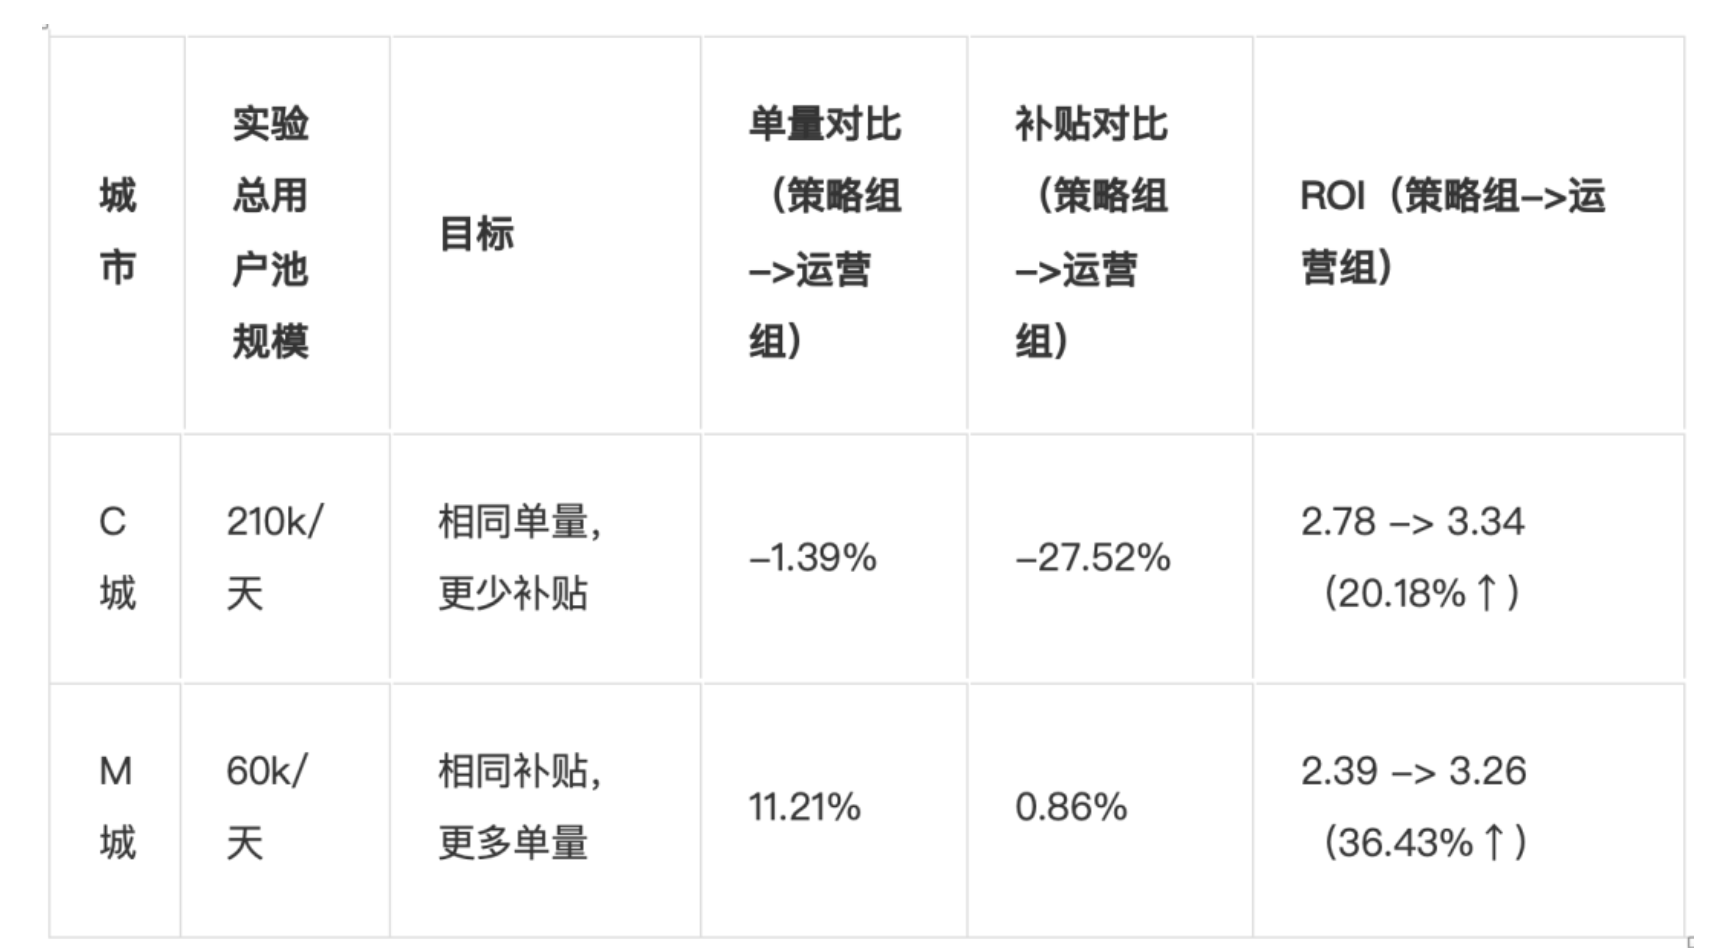 城
市
实验
总用
户池
规模
目标
单量对比
（策略组
–>运营
组）
补贴对比
（策略组
–>运营
组）
ROI（策略组–>运
营组）
C
城
210k/
天
相同单量，
更少补贴
–1.39%
–27.52%
2.78 –> 3.34
（20.18%↑）
M
城
60k/
天
相同补贴，
更多单量
11.21%
0.86%
2.39 –> 3.26
（36.43%↑）